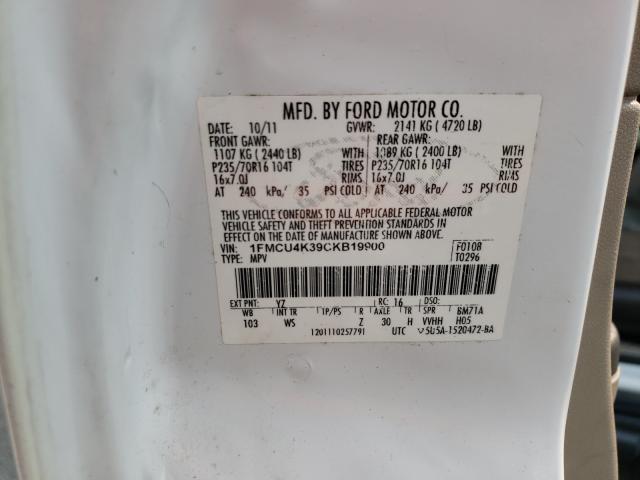 MFD. BY FORD MOTOR CO.
DATE: 10/11 GVWR: 2141 KG ( 4720 LB)
FRONT GAWR: REAR GAWR:
1107 KG ( 2440 LB) WITH 1089 KG ( 2400 LB) WITH
P235/70R16 104T TIRES P235/70R16 104T TIRES
16x7.0J RIMS 16x7.0J RIMS
AT 240 kPa/ 35 PSI COLD AT 240 kPa/ 35 PSI COLD
THIS VEHICLE CONFORMS TO ALL APPLICABLE FEDERAL MOTOR
VEHICLE SAFETY AND THEFT PREVENTION STANDARDS IN
EFFECT ON THE DATE OF MANUFACTURE SHOWN ABOVE.
VIN: 1FMCU4K39CKB19900 F0108
TYPE: MPV T0296
EXT PNT: YZ RC: 16 DSO:
WB INT TR TP/PS R AXLE TR SPR BM71A
103 WS Z 30 H VVHH H05
1201110257791 UTC 5U5A-1520472-BA